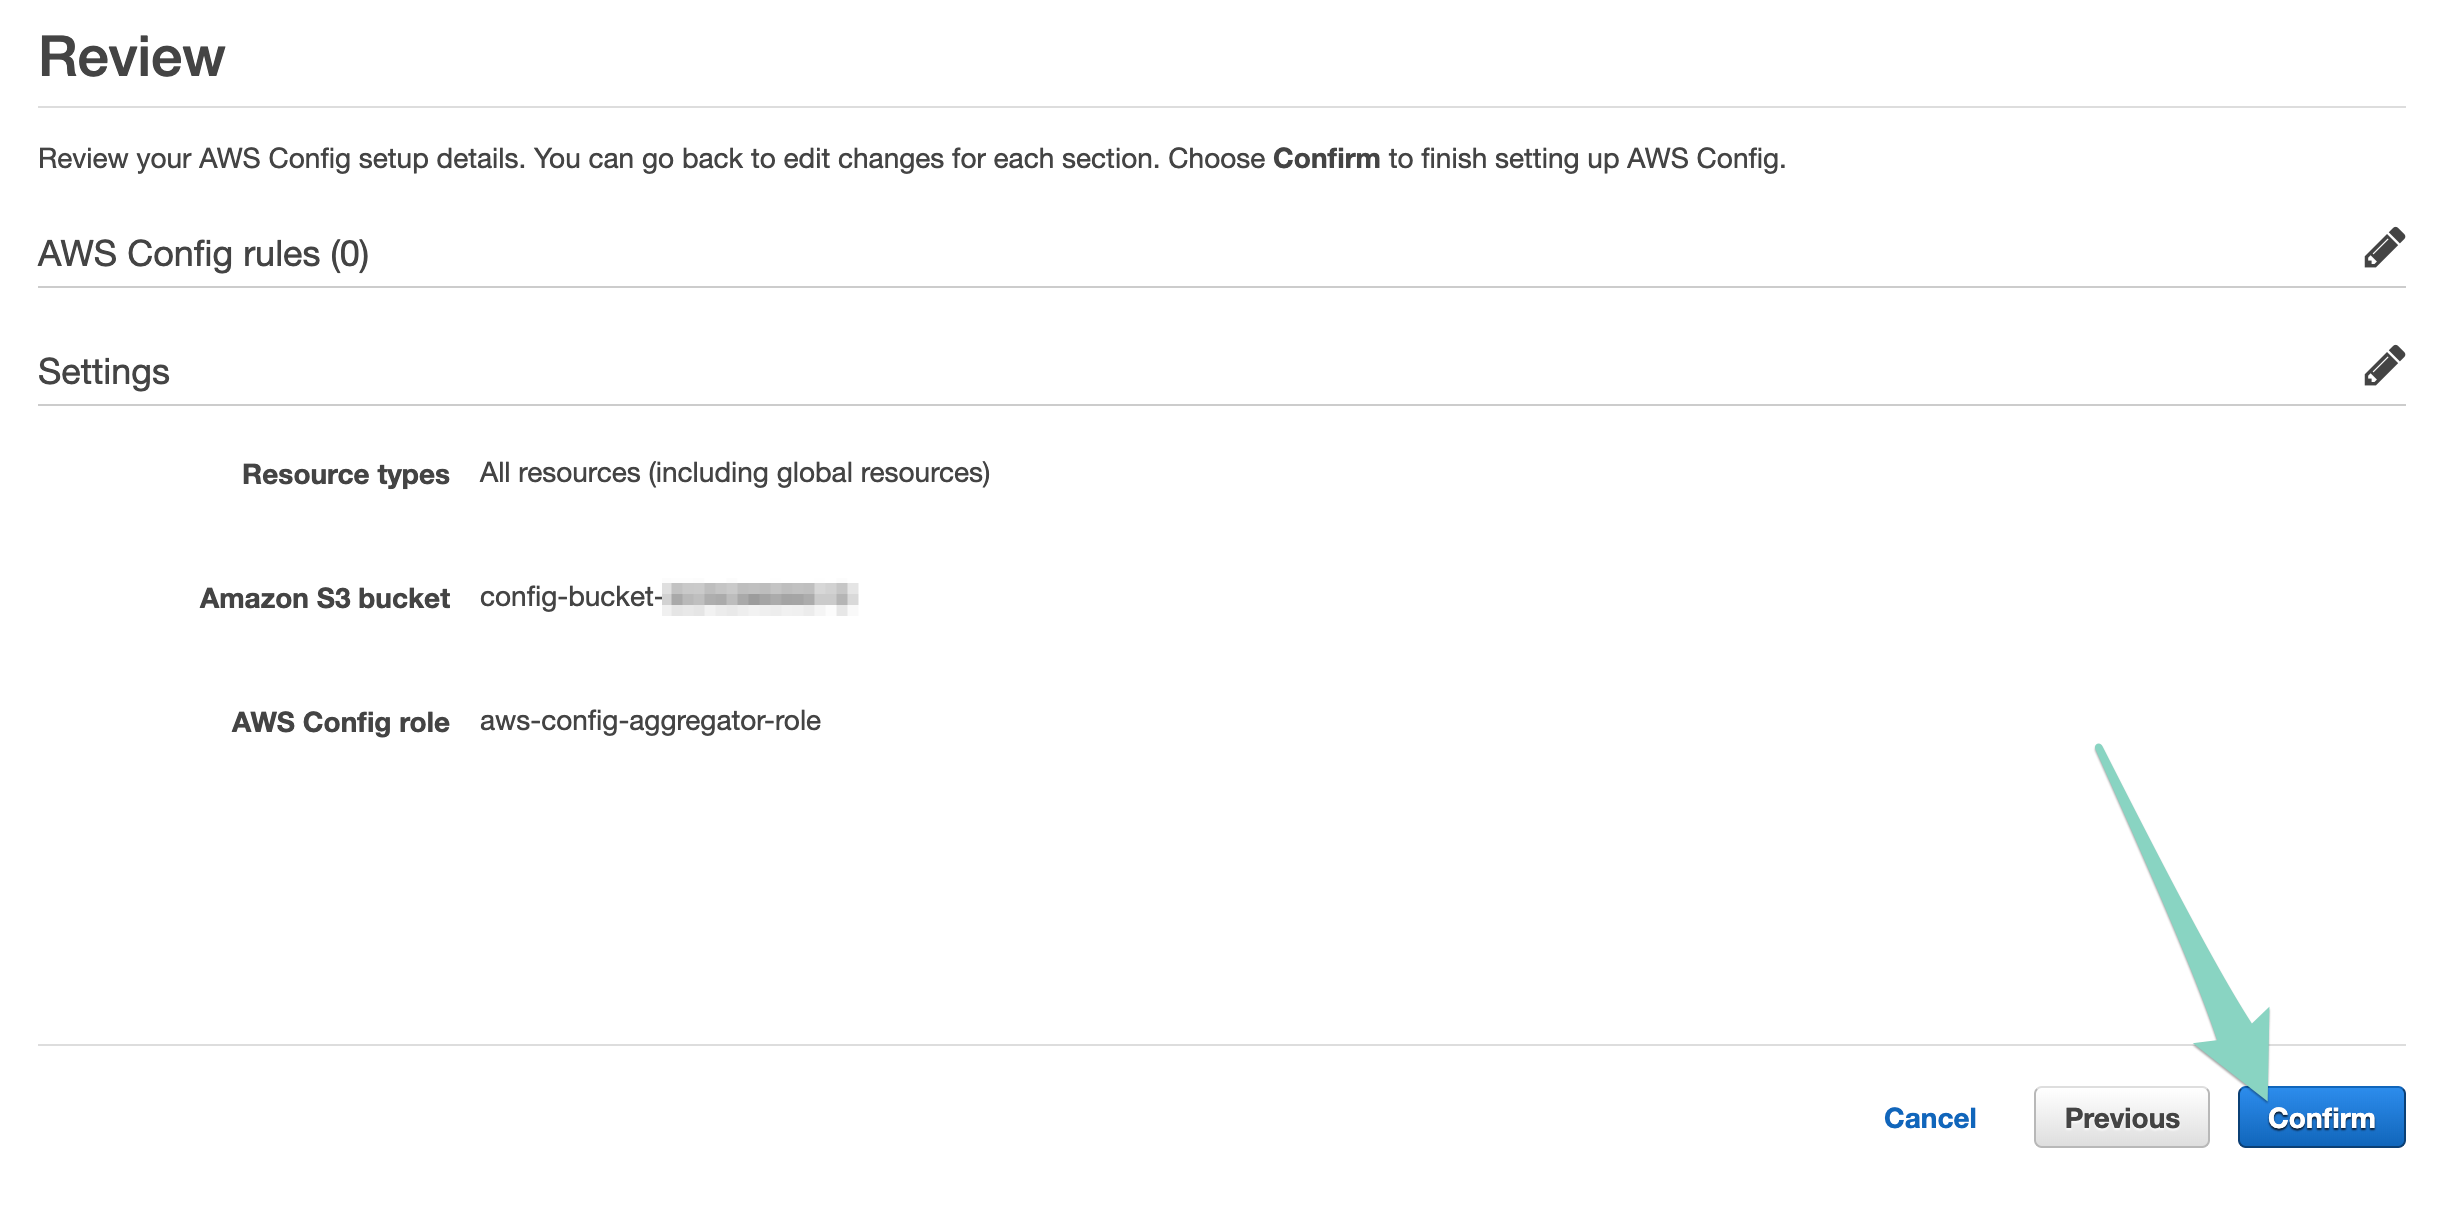 Review
Review your AWS Config setup details. You can go back to edit changes for each section. Choose Confirm to finish setting up AWS Config.
AWS Config rules (0)
Settings
Resource types All resources (including global resources)
Amazon S3 bucket config-bucket-
AWS Config role aws-config-aggregator-role
Cancel Previous Confirm